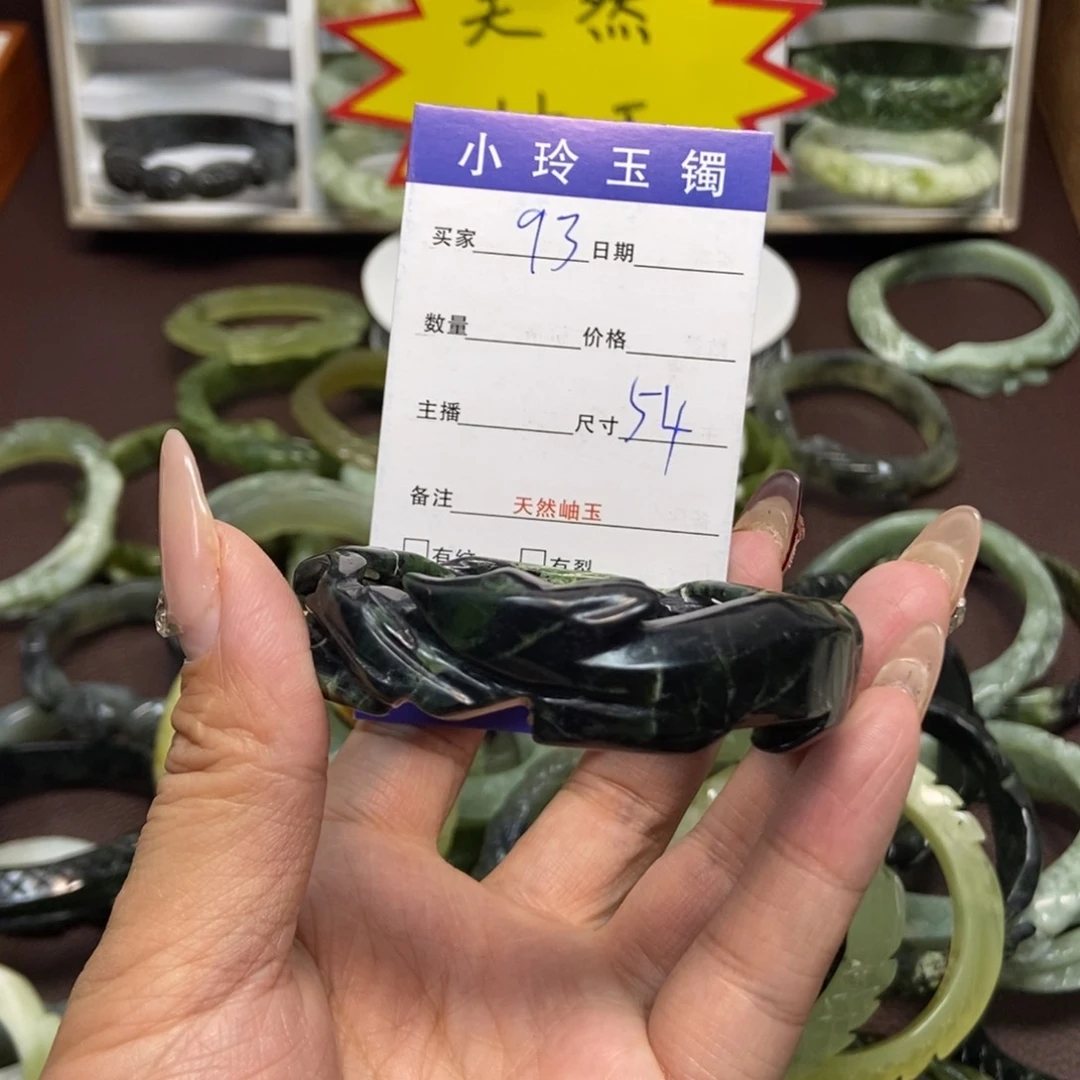 天然
小玲玉镯
买家 93 日期
数量 价格
主播 尺寸 54
备注 天然岫玉